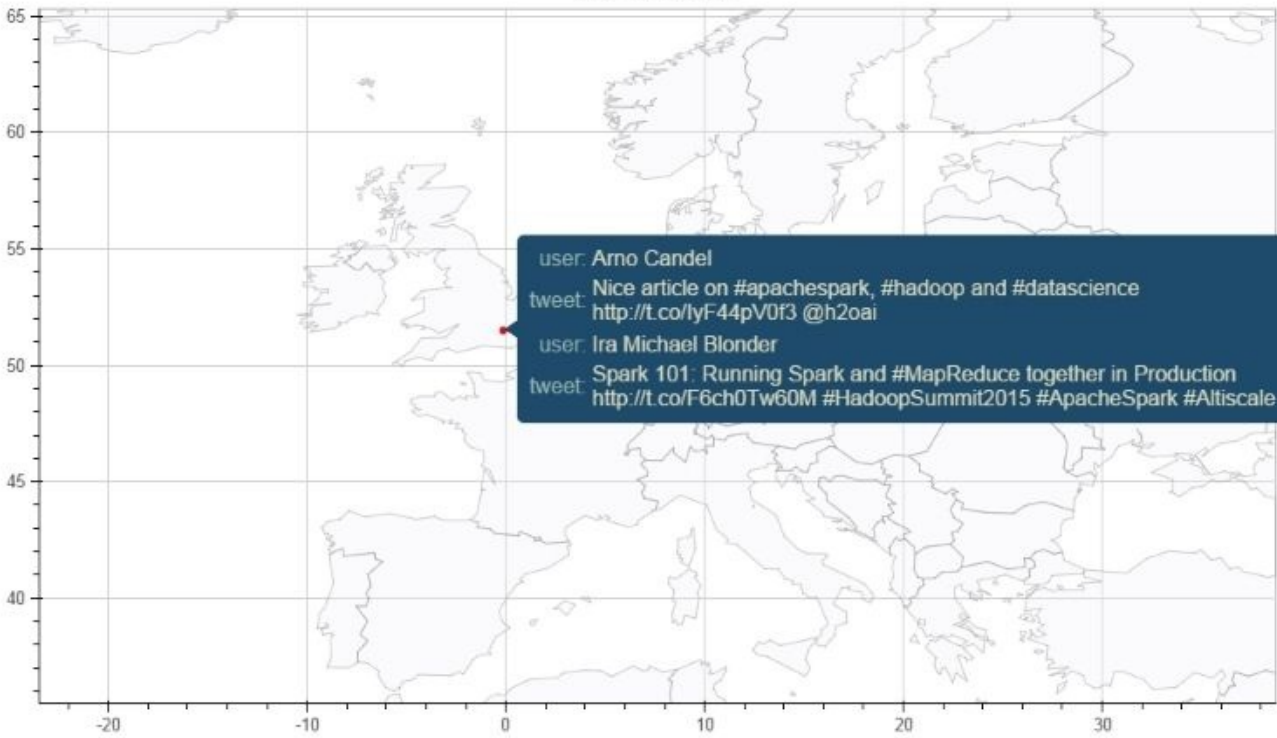 65
60
55
50
45
40
user: Arno Candel
tweet: Nice article on #apachespark, #hadoop and #datascience
http://t.co/IyF44pV0f3 @h2oai
user: Ira Michael Blonder
tweet: Spark 101: Running Spark and #MapReduce together in Production
http://t.co/F6ch0Tw60M #HadoopSummit2015 #ApacheSpark #Altiscale
-20 -10 0 10 20 30